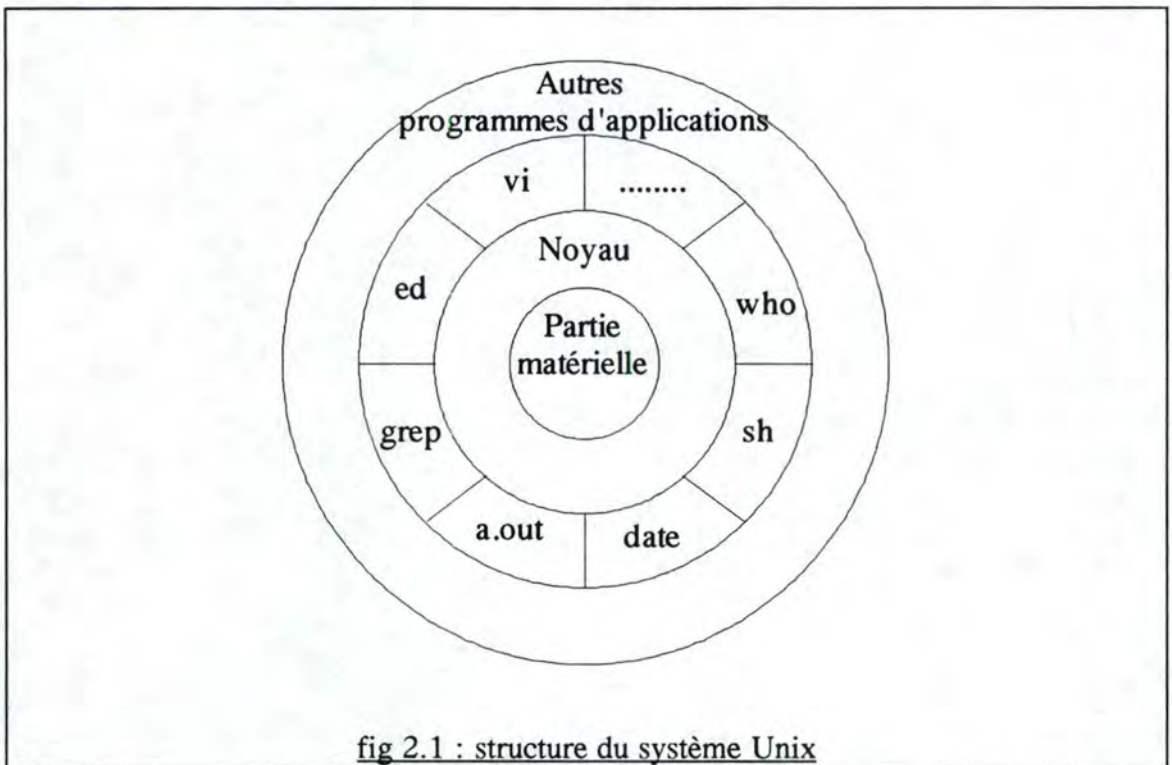 Autres
programmes d'applications
vi
........
Noyau
ed
who
Partie
matérielle
grep
sh
a.out
date
fig 2.1 : structure du système Unix